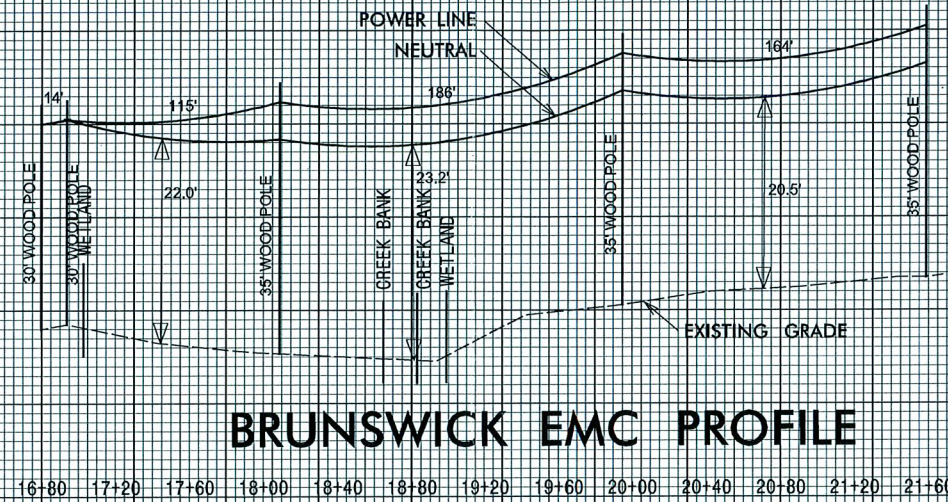 POWER LINE
NEUTRAL
14'
115'
186'
164'
30' WOOD POLE
30' WOOD POLE
WETLAND
22.0'
35' WOOD POLE
CREEK BANK
23.2'
CREEK BANK
WETLAND
35' WOOD POLE
20.5'
35' WOOD POLE
EXISTING GRADE
BRUNSWICK EMC PROFILE
16+80 17+20 17+60 18+00 18+40 18+80 19+20 19+60 20+00 20+40 20+80 21+20